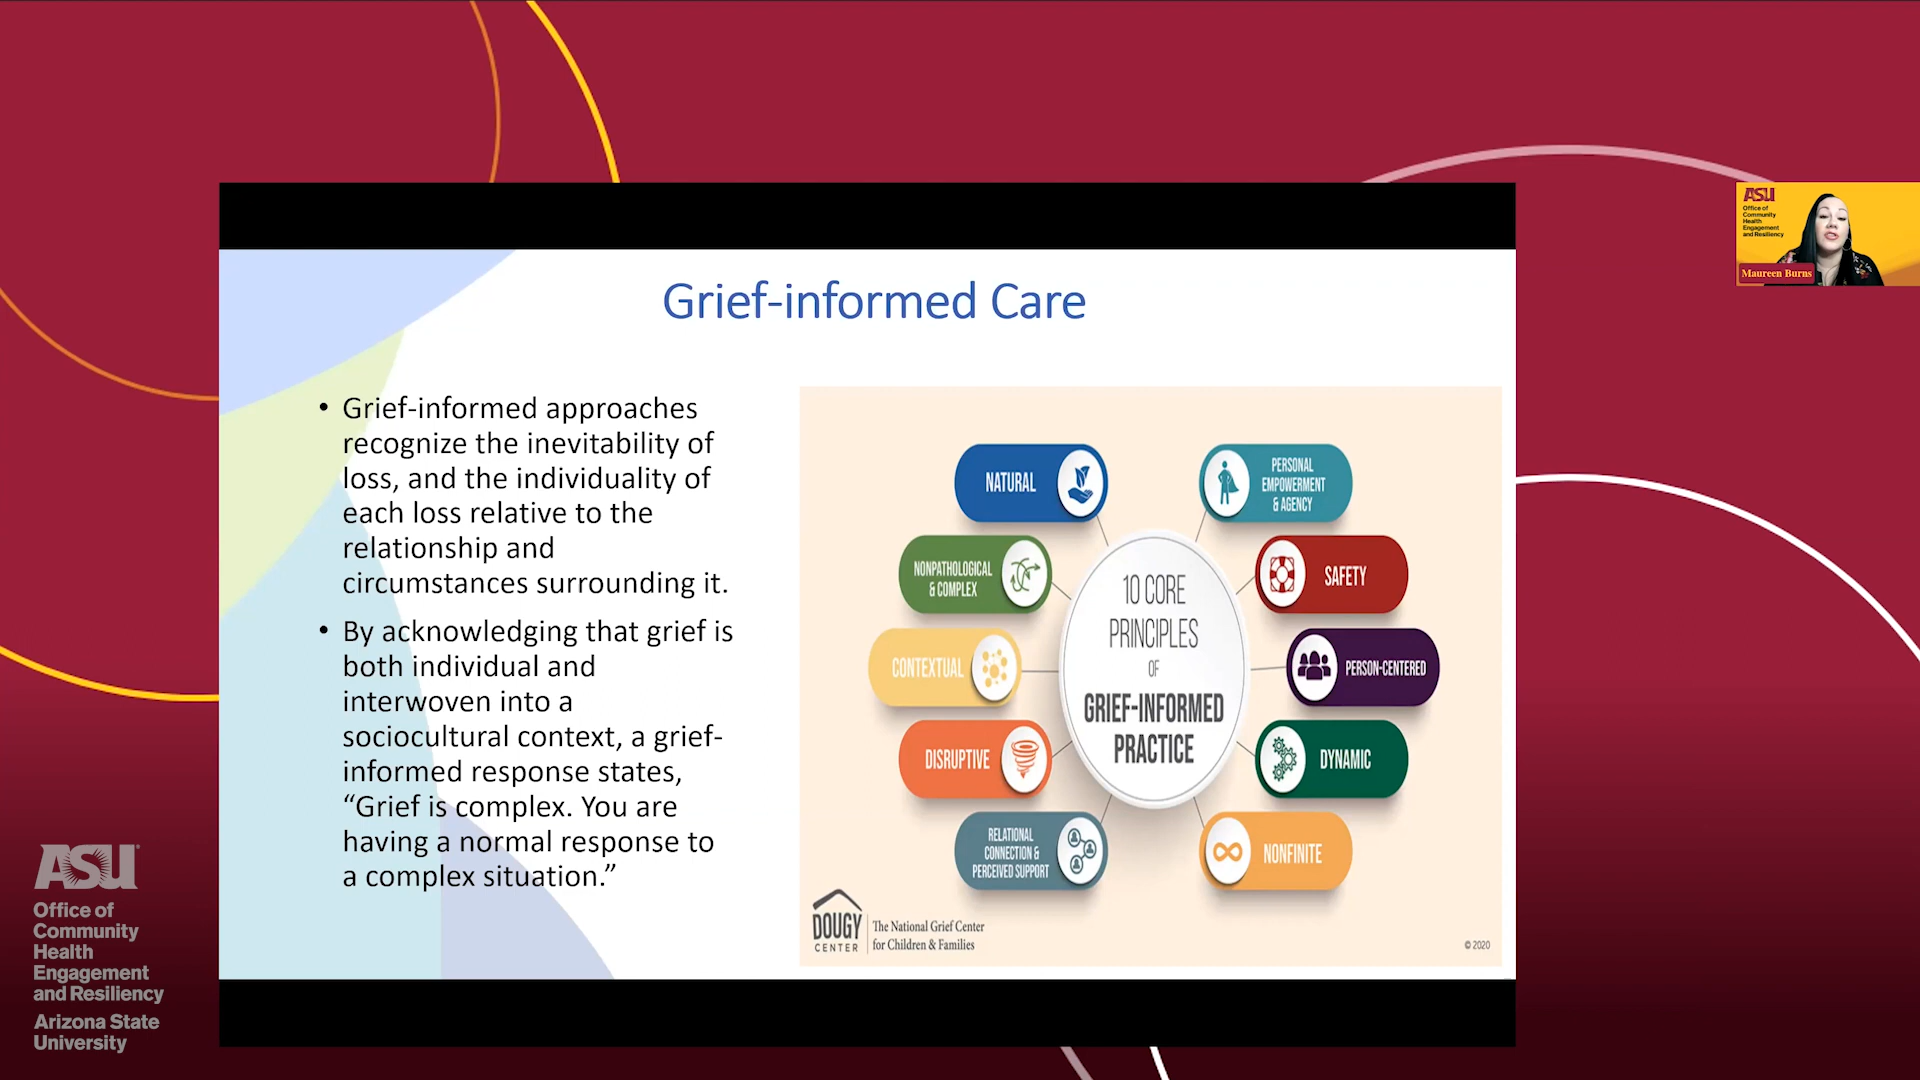 Grief-informed Care
• Grief-informed approaches
recognize the inevitability of
loss, and the individuality of
each loss relative to the
relationship and
circumstances surrounding it.
• By acknowledging that grief is
both individual and
interwoven into a
sociocultural context, a grief-
informed response states,
“Grief is complex. You are
having a normal response to
a complex situation.”
NATURAL
NONPATHOLOGICAL
& COMPLEX
CONTEXTUAL
DISRUPTIVE
RELATIONAL
CONNECTION &
PERCEIVED SUPPORT
10 CORE
PRINCIPLES
OF
GRIEF-INFORMED
PRACTICE
PERSONAL
EMPOWERMENT
& AGENCY
SAFETY
PERSON-CENTERED
DYNAMIC
NONFINITE
DOUGY
CENTER
The National Grief Center
for Children & Families
© 2020
ASU
Office of
Community
Health
Engagement
and Resiliency
Maureen Burns
ASU
Office of
Community
Health
Engagement
and Resiliency
Arizona State
University